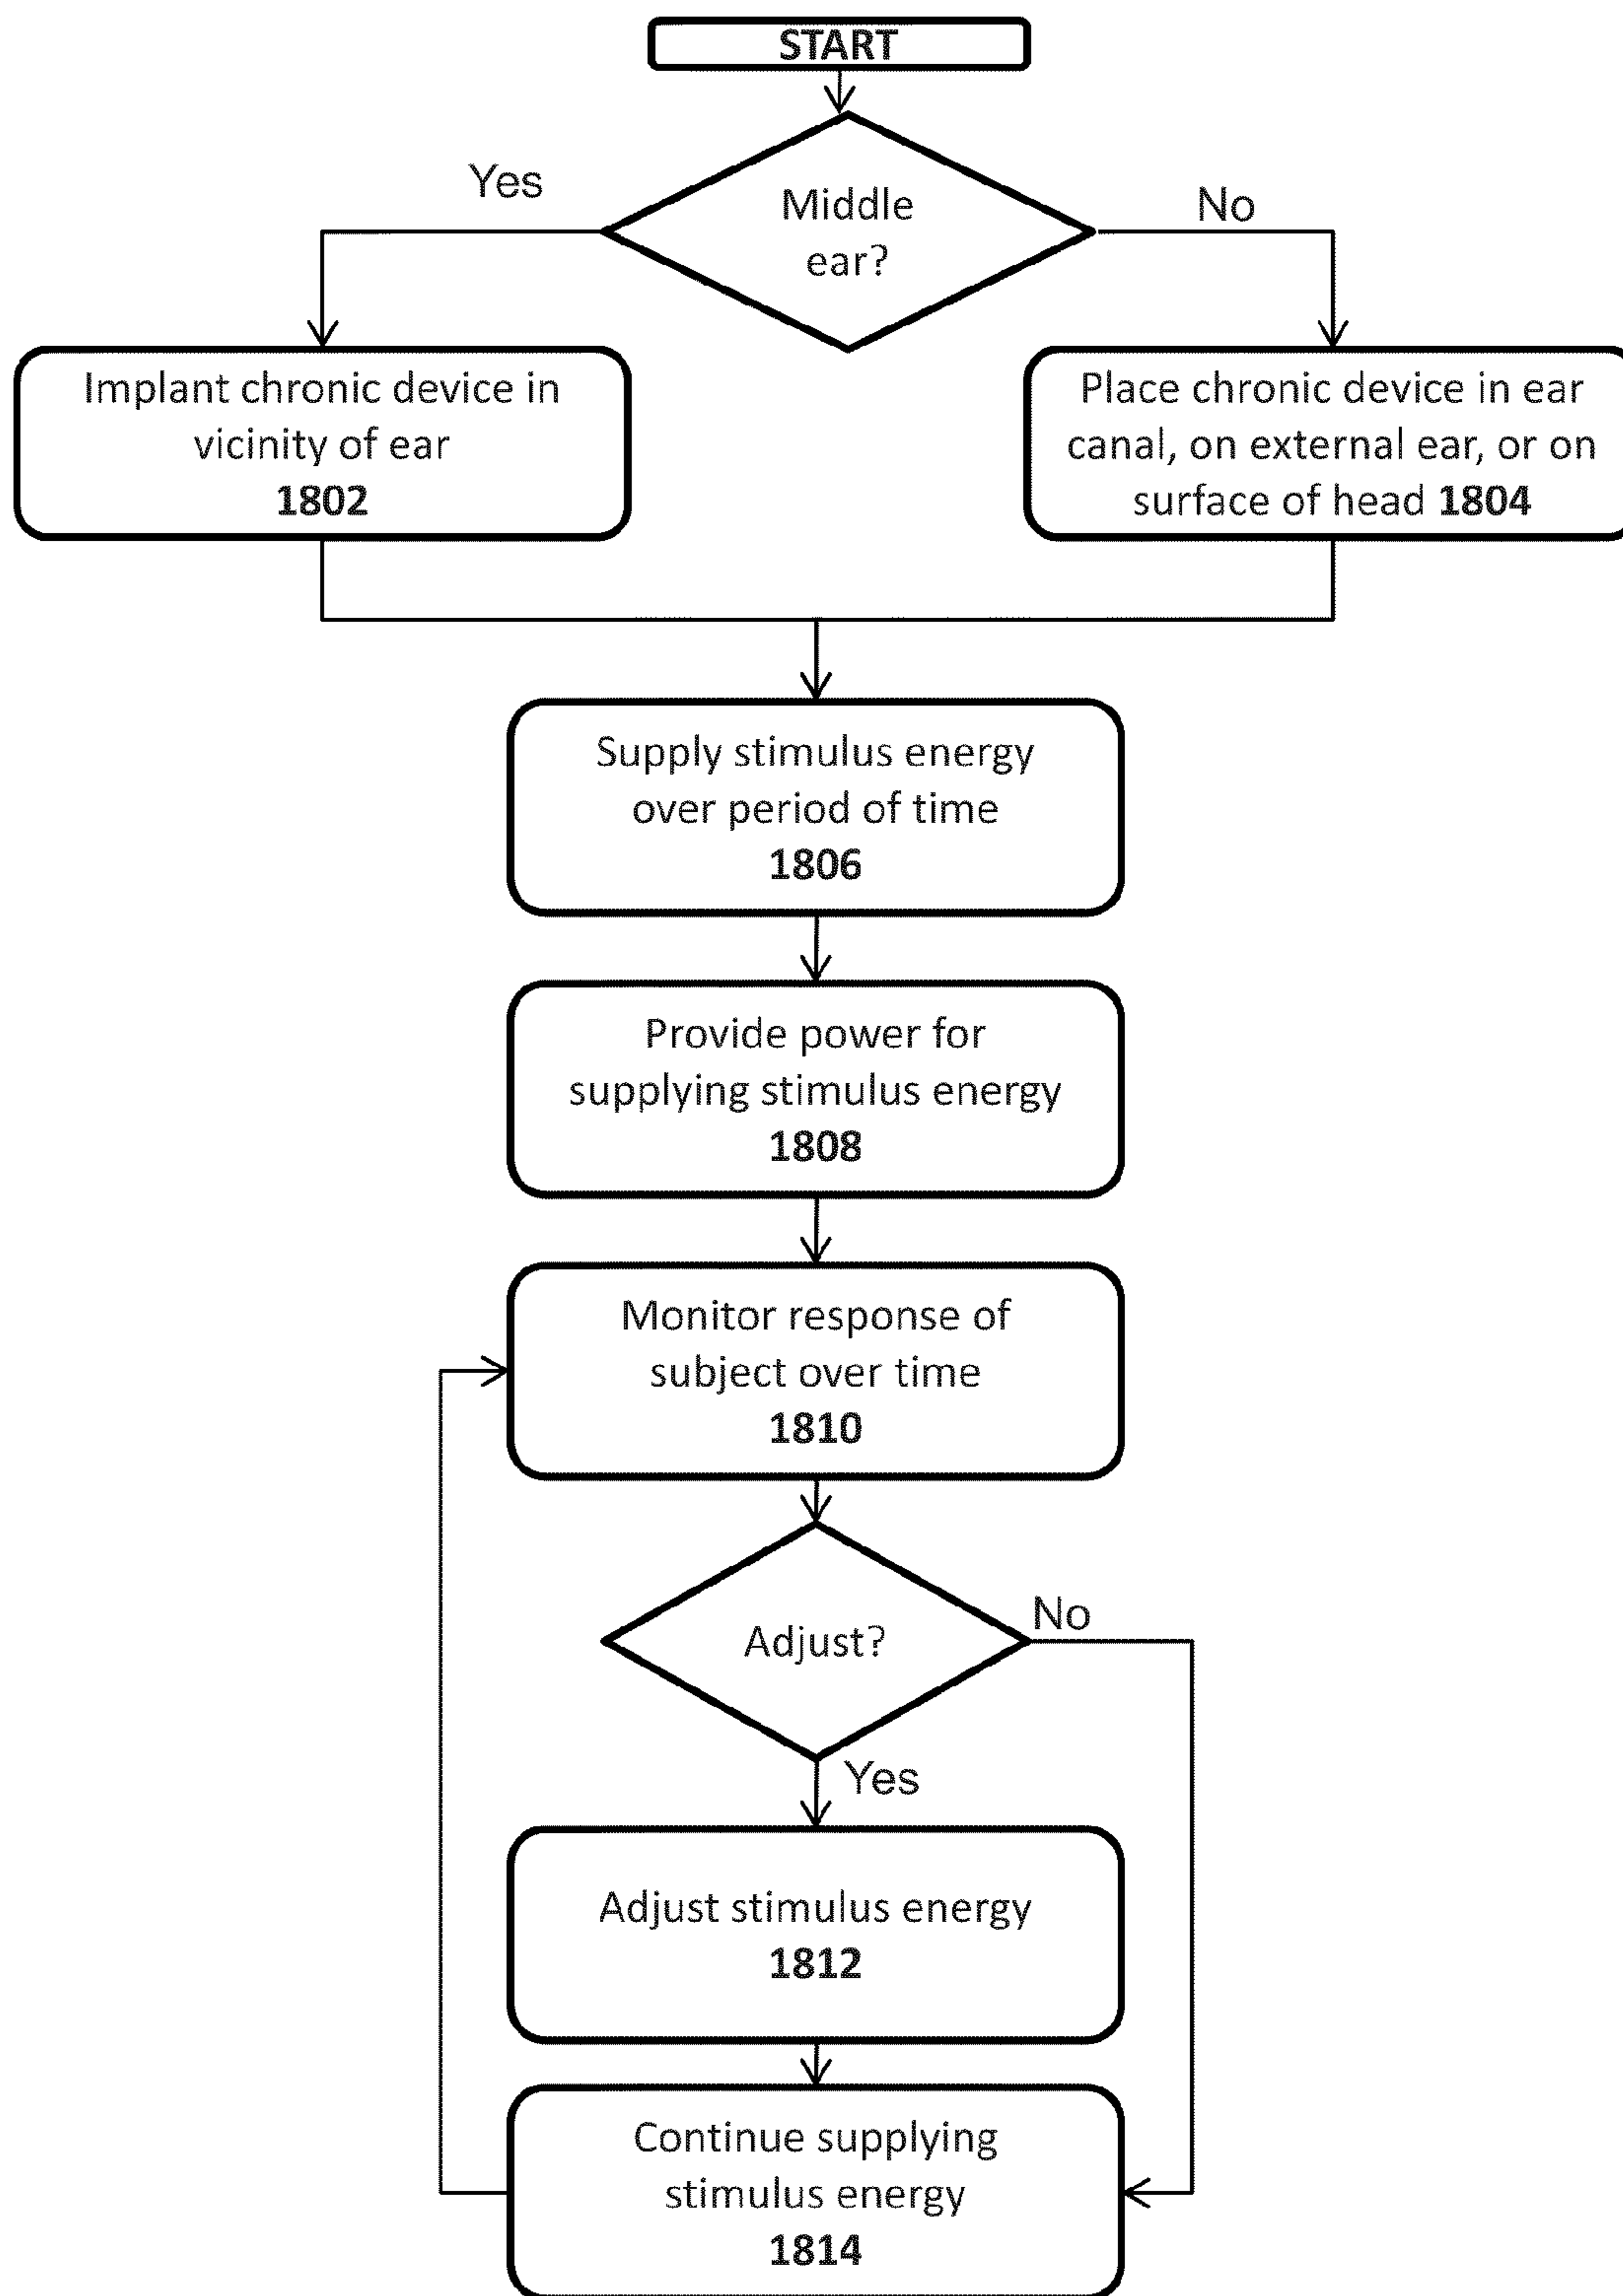 START
Middle
ear?
Yes
No
Implant chronic device in
vicinity of ear
1802
Place chronic device in ear
canal, on external ear, or on
surface of head 1804
Supply stimulus energy
over period of time
1806
Provide power for
supplying stimulus energy
1808
Monitor response of
subject over time
1810
Adjust?
No
Yes
Adjust stimulus energy
1812
Continue supplying
stimulus energy
1814